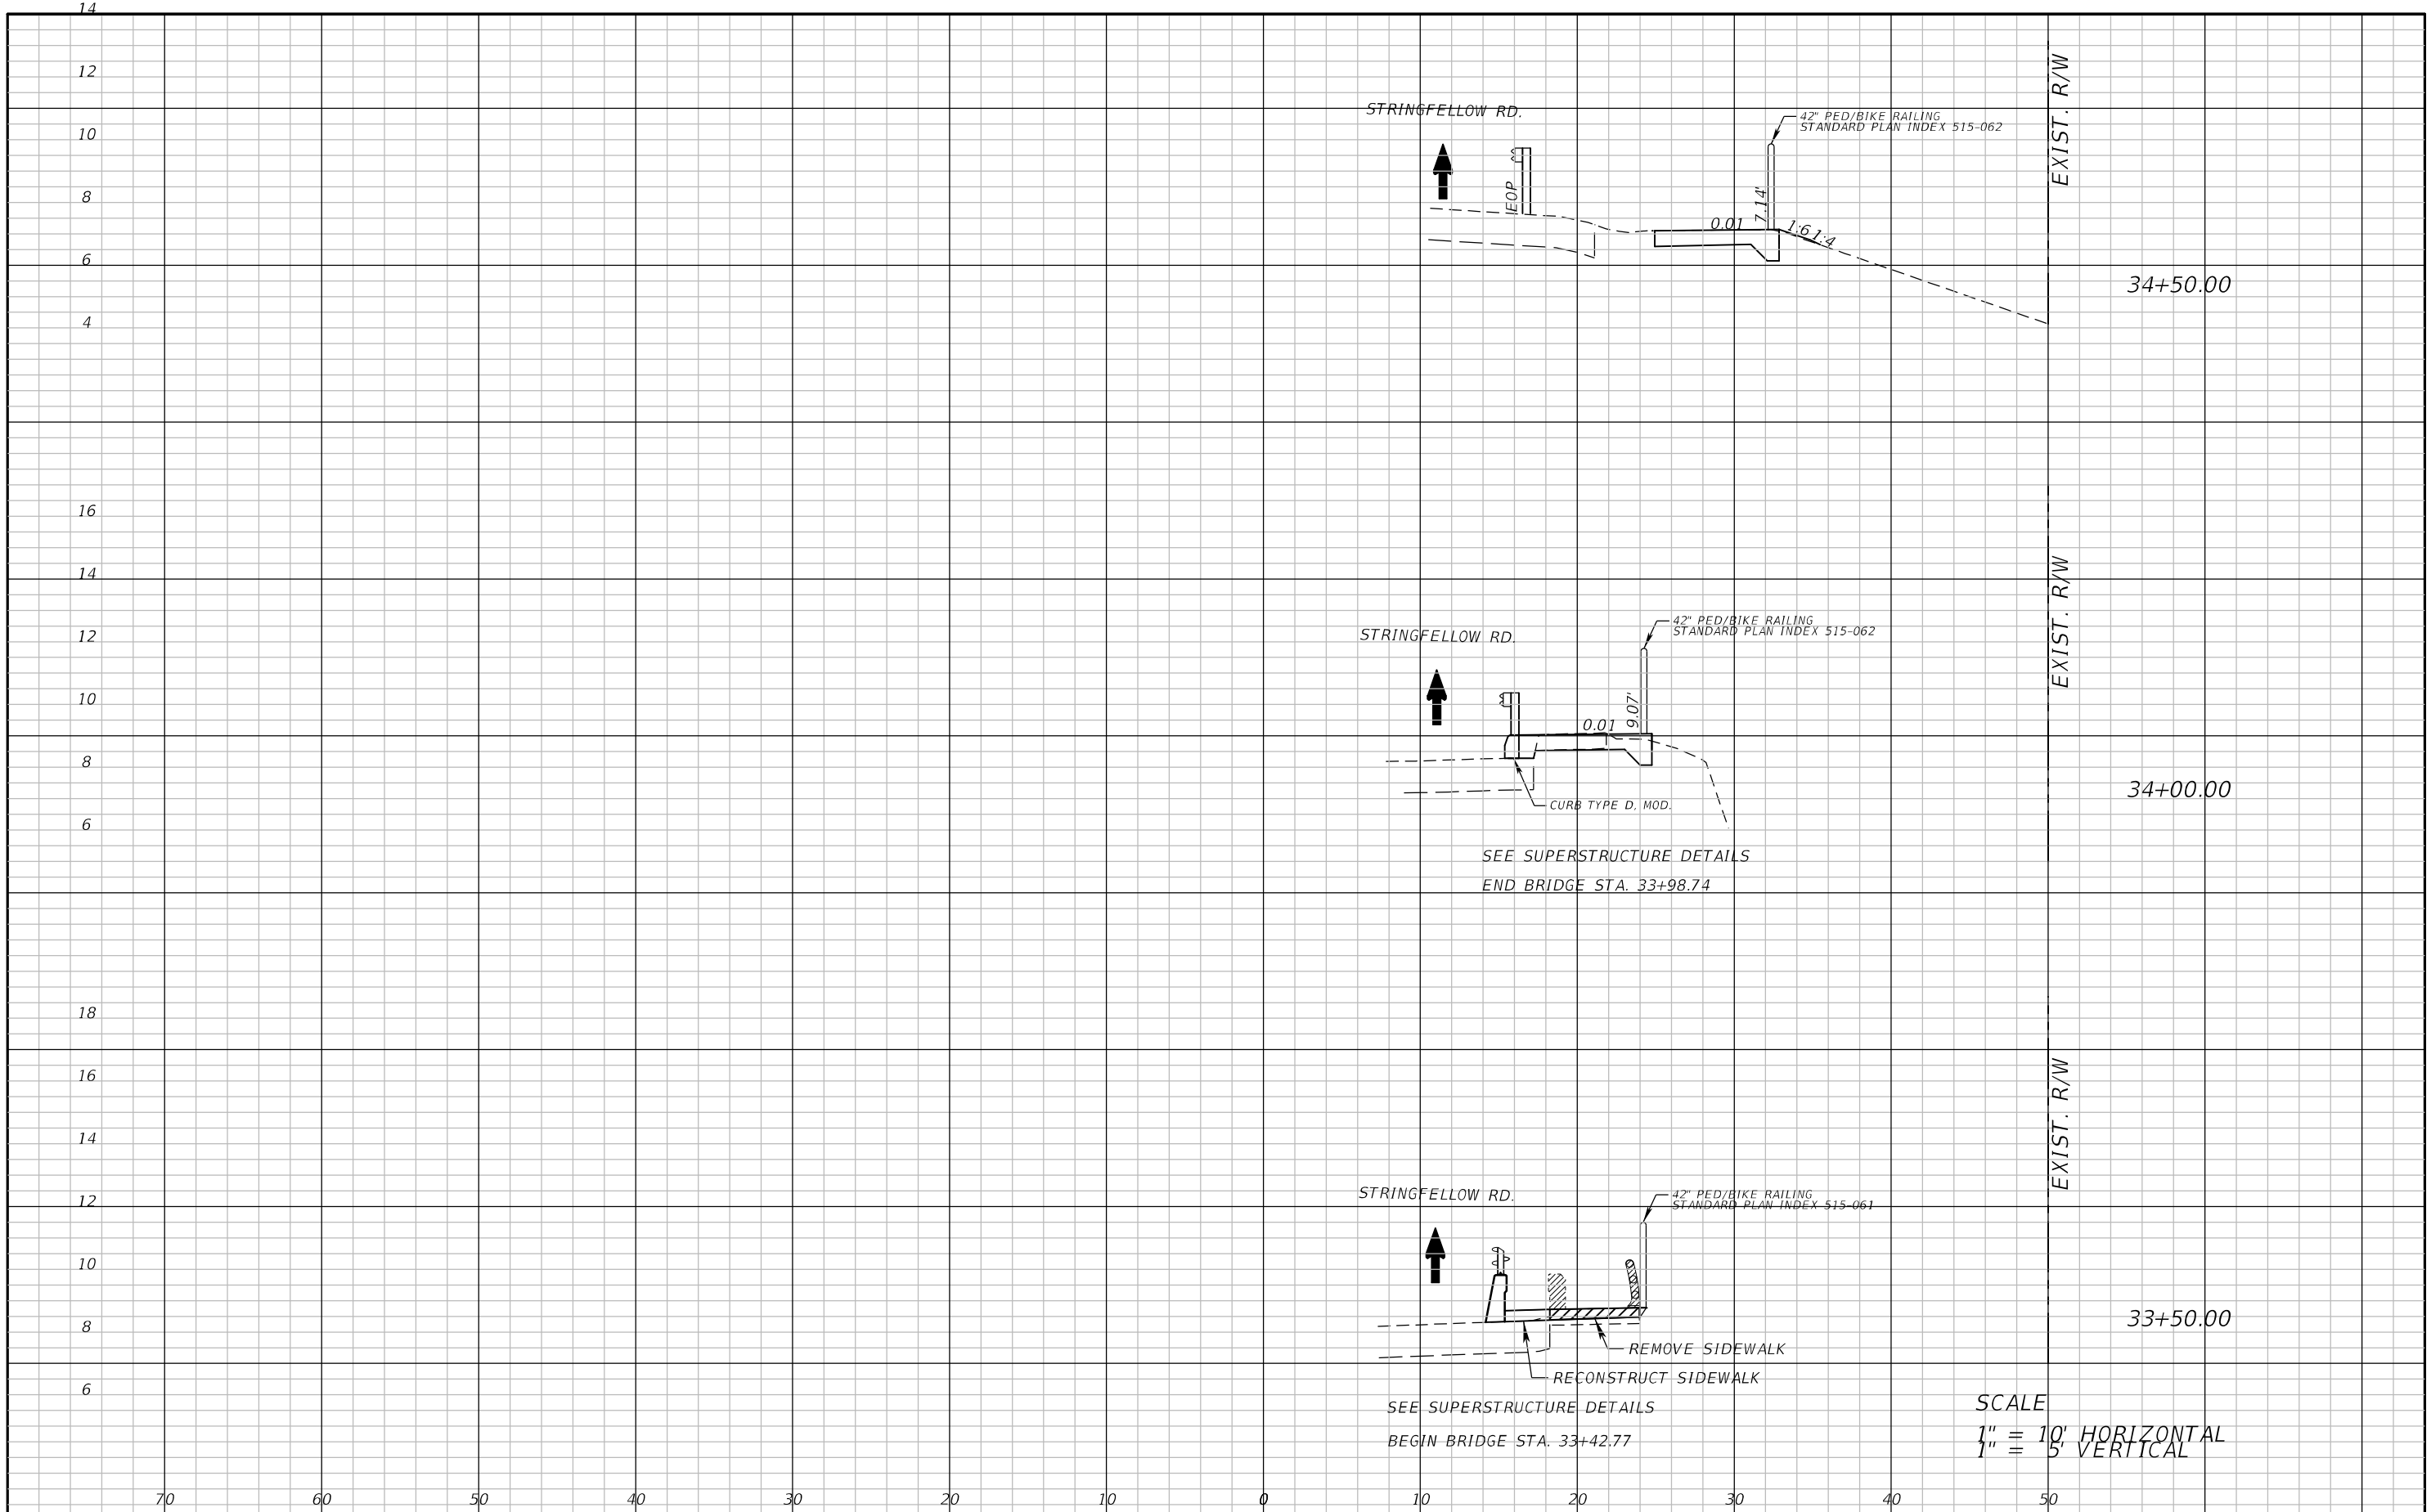 14
12
10
8
6
4
STRINGFELLOW RD.
EOP
42" PED/BIKE RAILING
STANDARD PLAN INDEX 515-062
7.14'
0.01
1:6
1:4
EXIST. R/W
34+50.00
16
14
12
10
8
6
STRINGFELLOW RD.
42" PED/BIKE RAILING
STANDARD PLAN INDEX 515-062
9.07'
0.01
CURB TYPE D, MOD.
SEE SUPERSTRUCTURE DETAILS
END BRIDGE STA. 33+98.74
EXIST. R/W
34+00.00
18
16
14
12
10
8
6
STRINGFELLOW RD.
42" PED/BIKE RAILING
STANDARD PLAN INDEX 515-061
REMOVE SIDEWALK
RECONSTRUCT SIDEWALK
SEE SUPERSTRUCTURE DETAILS
BEGIN BRIDGE STA. 33+42.77
EXIST. R/W
33+50.00
SCALE
1" = 10' HORIZONTAL
1" = 5' VERTICAL
70 60 50 40 30 20 10 0 10 20 30 40 50